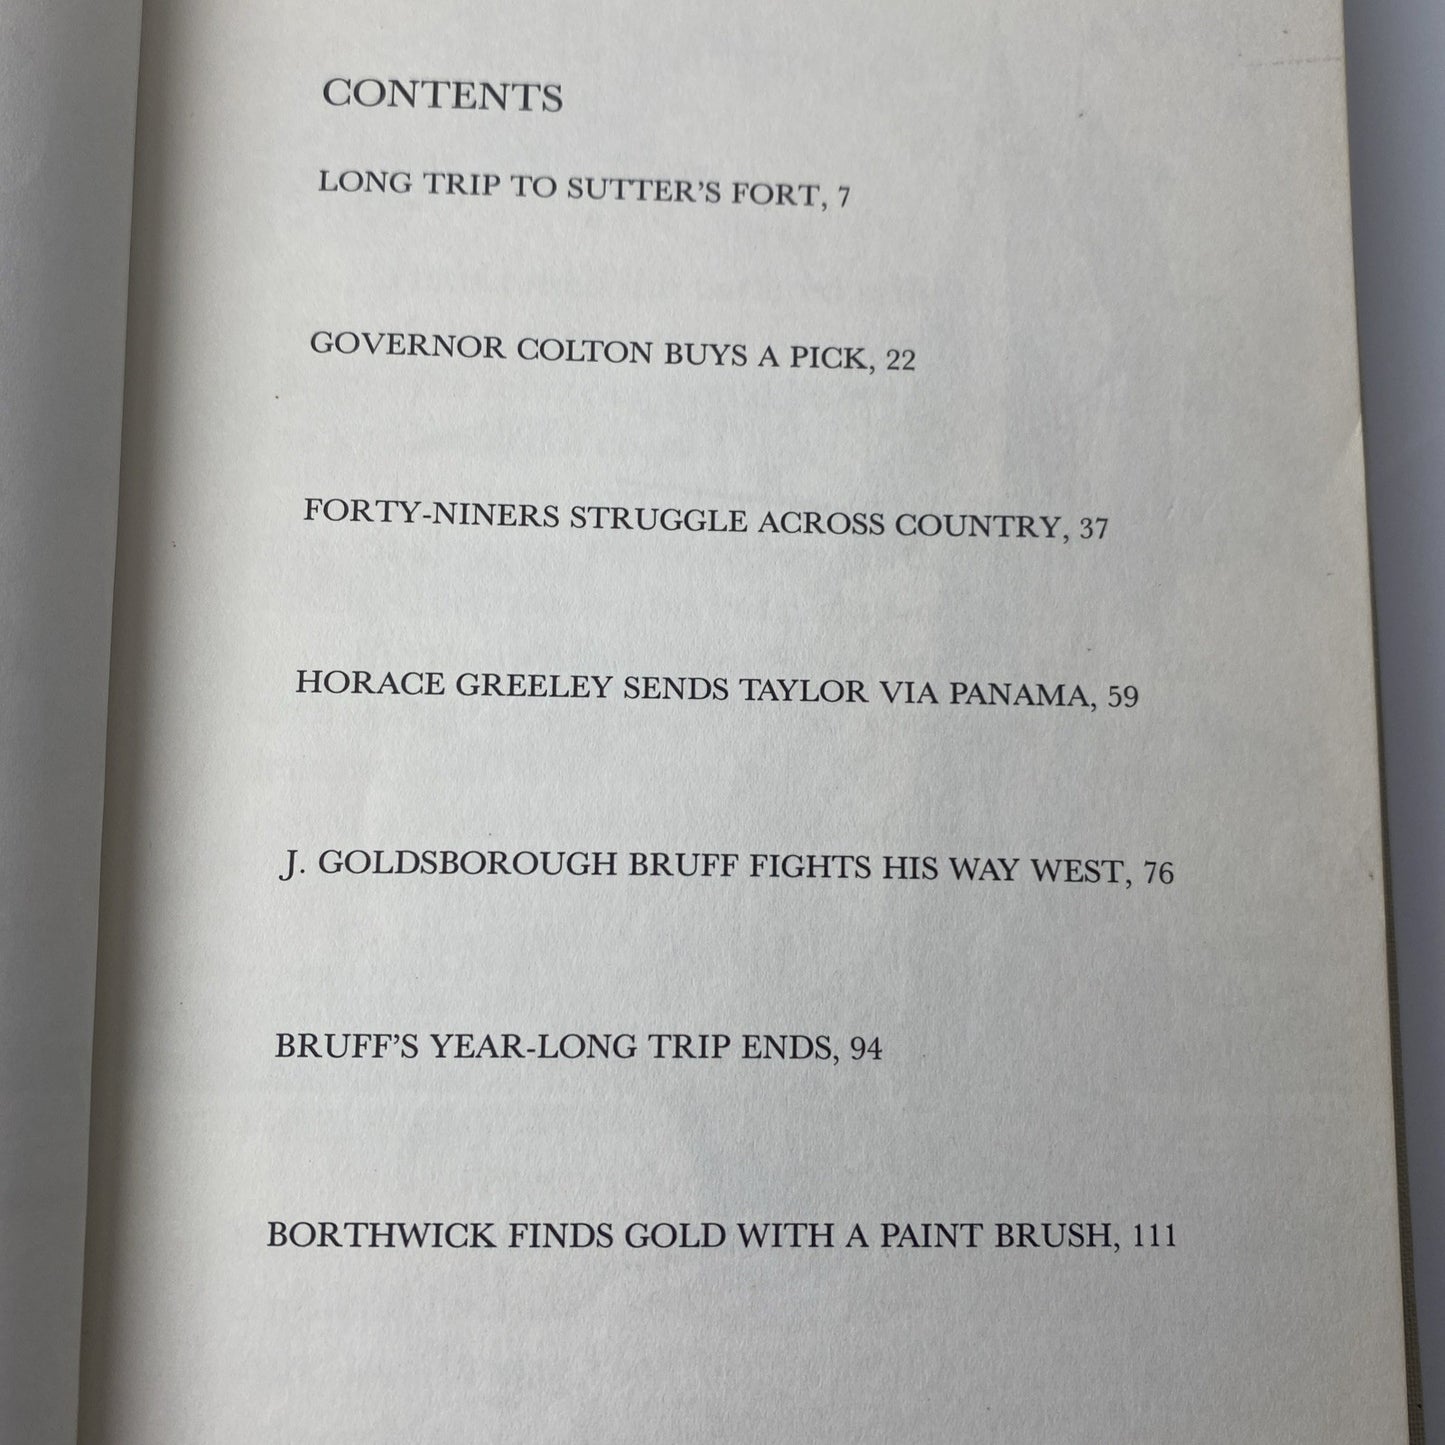 CONTENTS
LONG TRIP TO SUTTER’S FORT, 7
GOVERNOR COLTON BUYS A PICK, 22
FORTY-NINERS STRUGGLE ACROSS COUNTRY, 37
HORACE GREELEY SENDS TAYLOR VIA PANAMA, 59
J. GOLDSBOROUGH BRUFF FIGHTS HIS WAY WEST, 76
BRUFF’S YEAR-LONG TRIP ENDS, 94
BORTHWICK FINDS GOLD WITH A PAINT BRUSH, 111